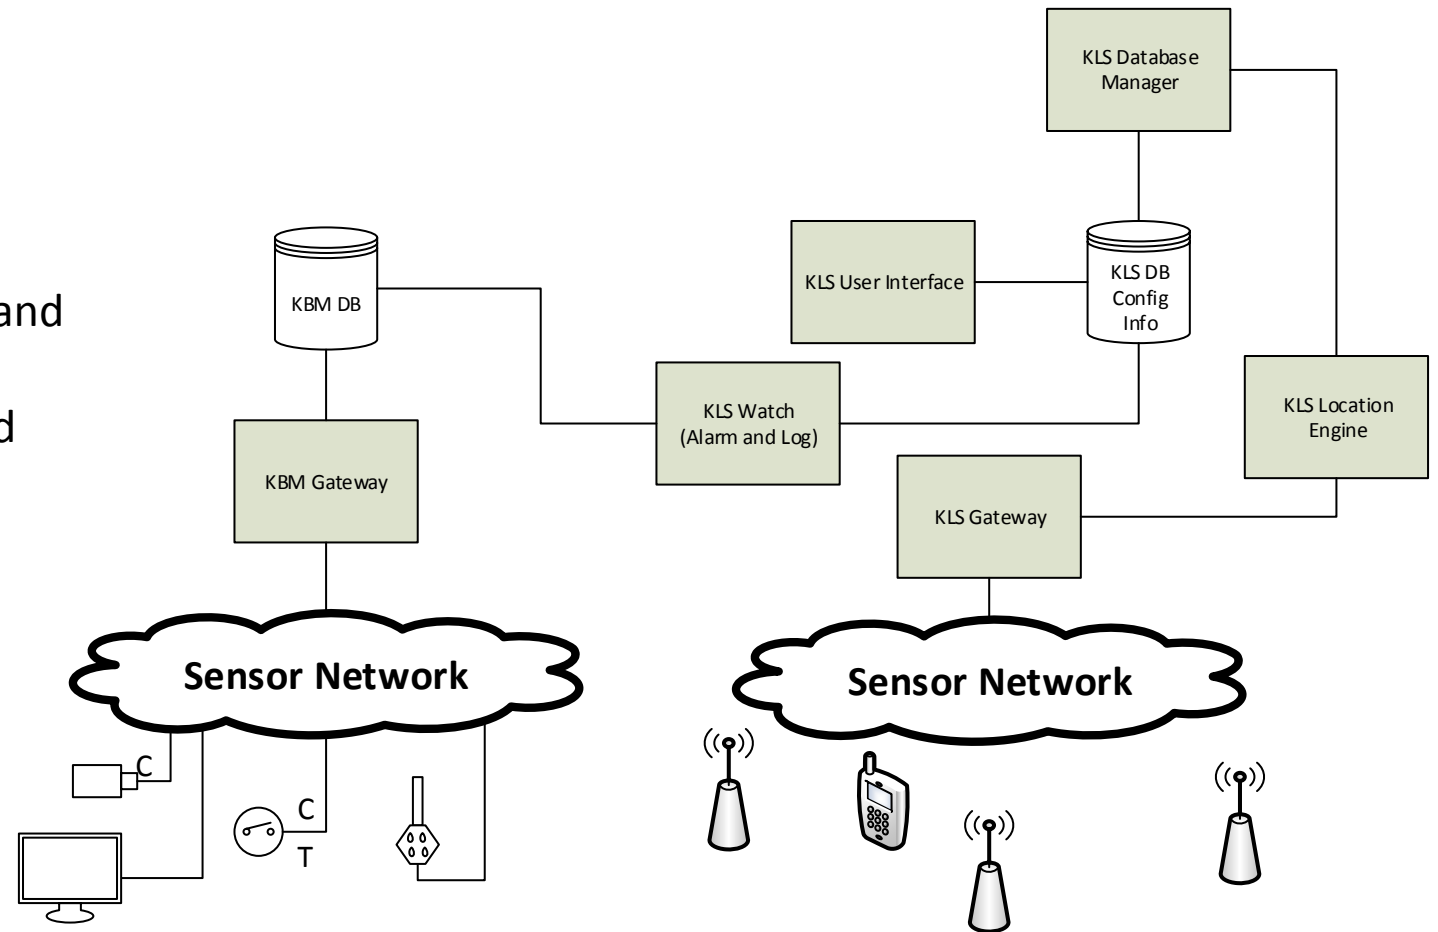 KLS Database
Manager
KLS User Interface
KLS DB
Config
Info
KBM DB
and
d
KLS Watch
(Alarm and Log)
KLS Location
Engine
KBM Gateway
KLS Gateway
Sensor Network
Sensor Network
C
C
T